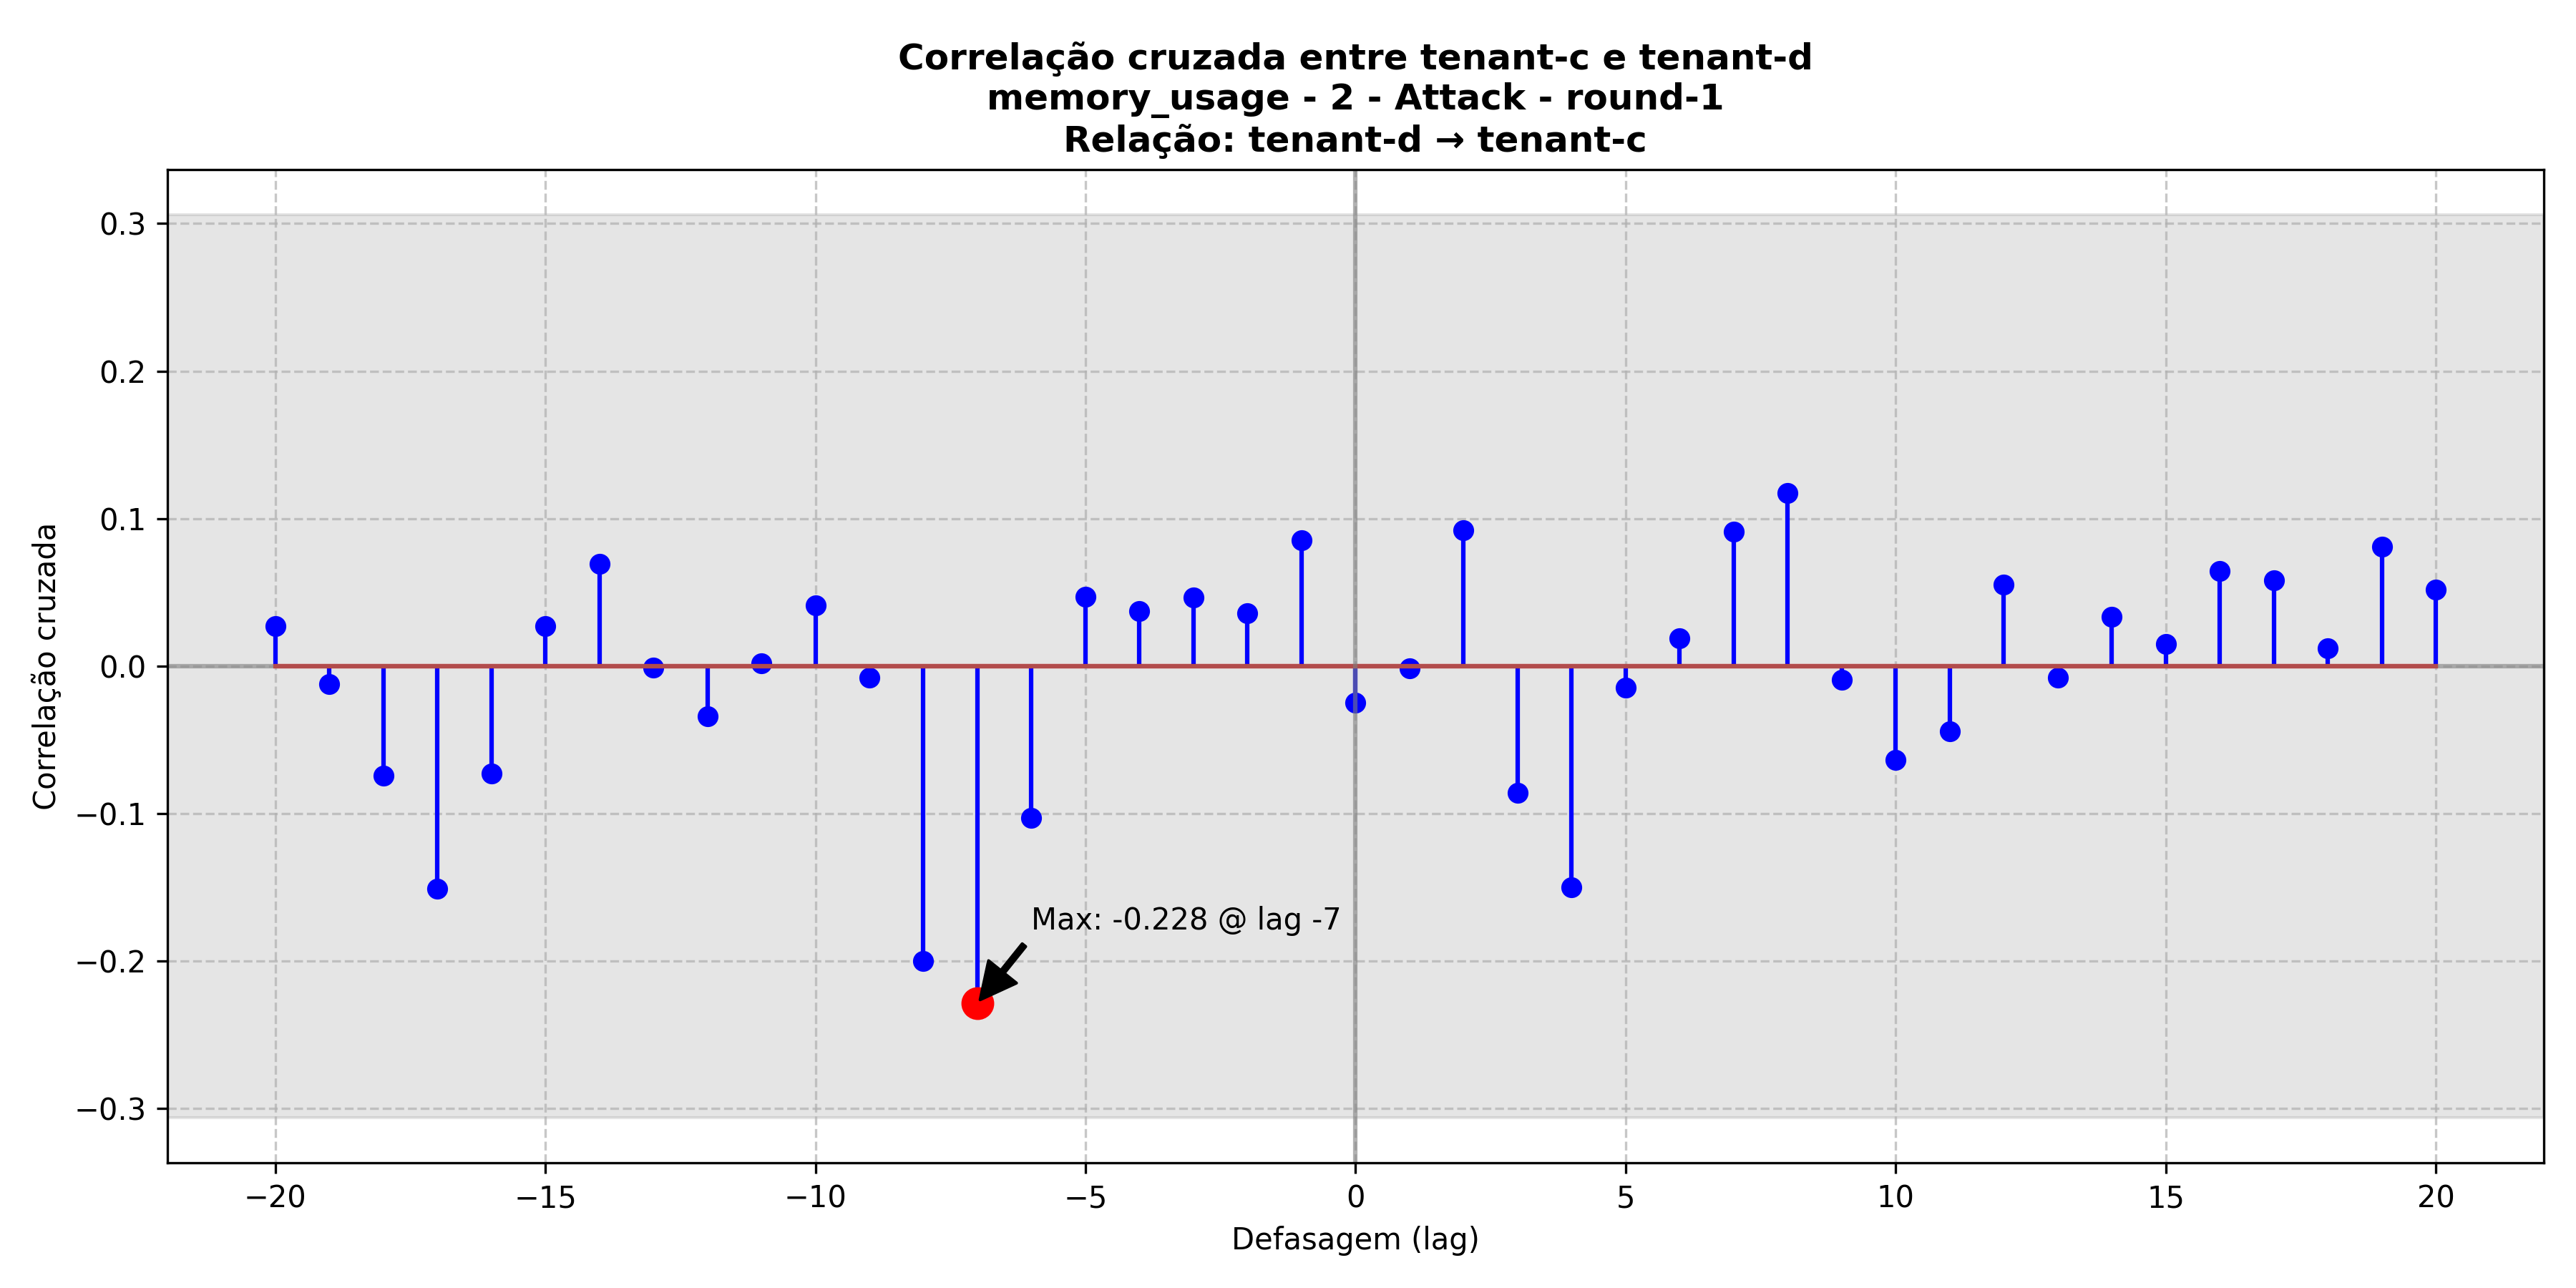 Correlação cruzada entre tenant-c e tenant-d
memory_usage - 2 - Attack - round-1
Relação: tenant-d → tenant-c
0.3
0.2
0.1
0.0
−0.1
−0.2
−0.3
Correlação cruzada
Max: -0.228 @ lag -7
−20 −15 −10 −5 0 5 10 15 20
Defasagem (lag)